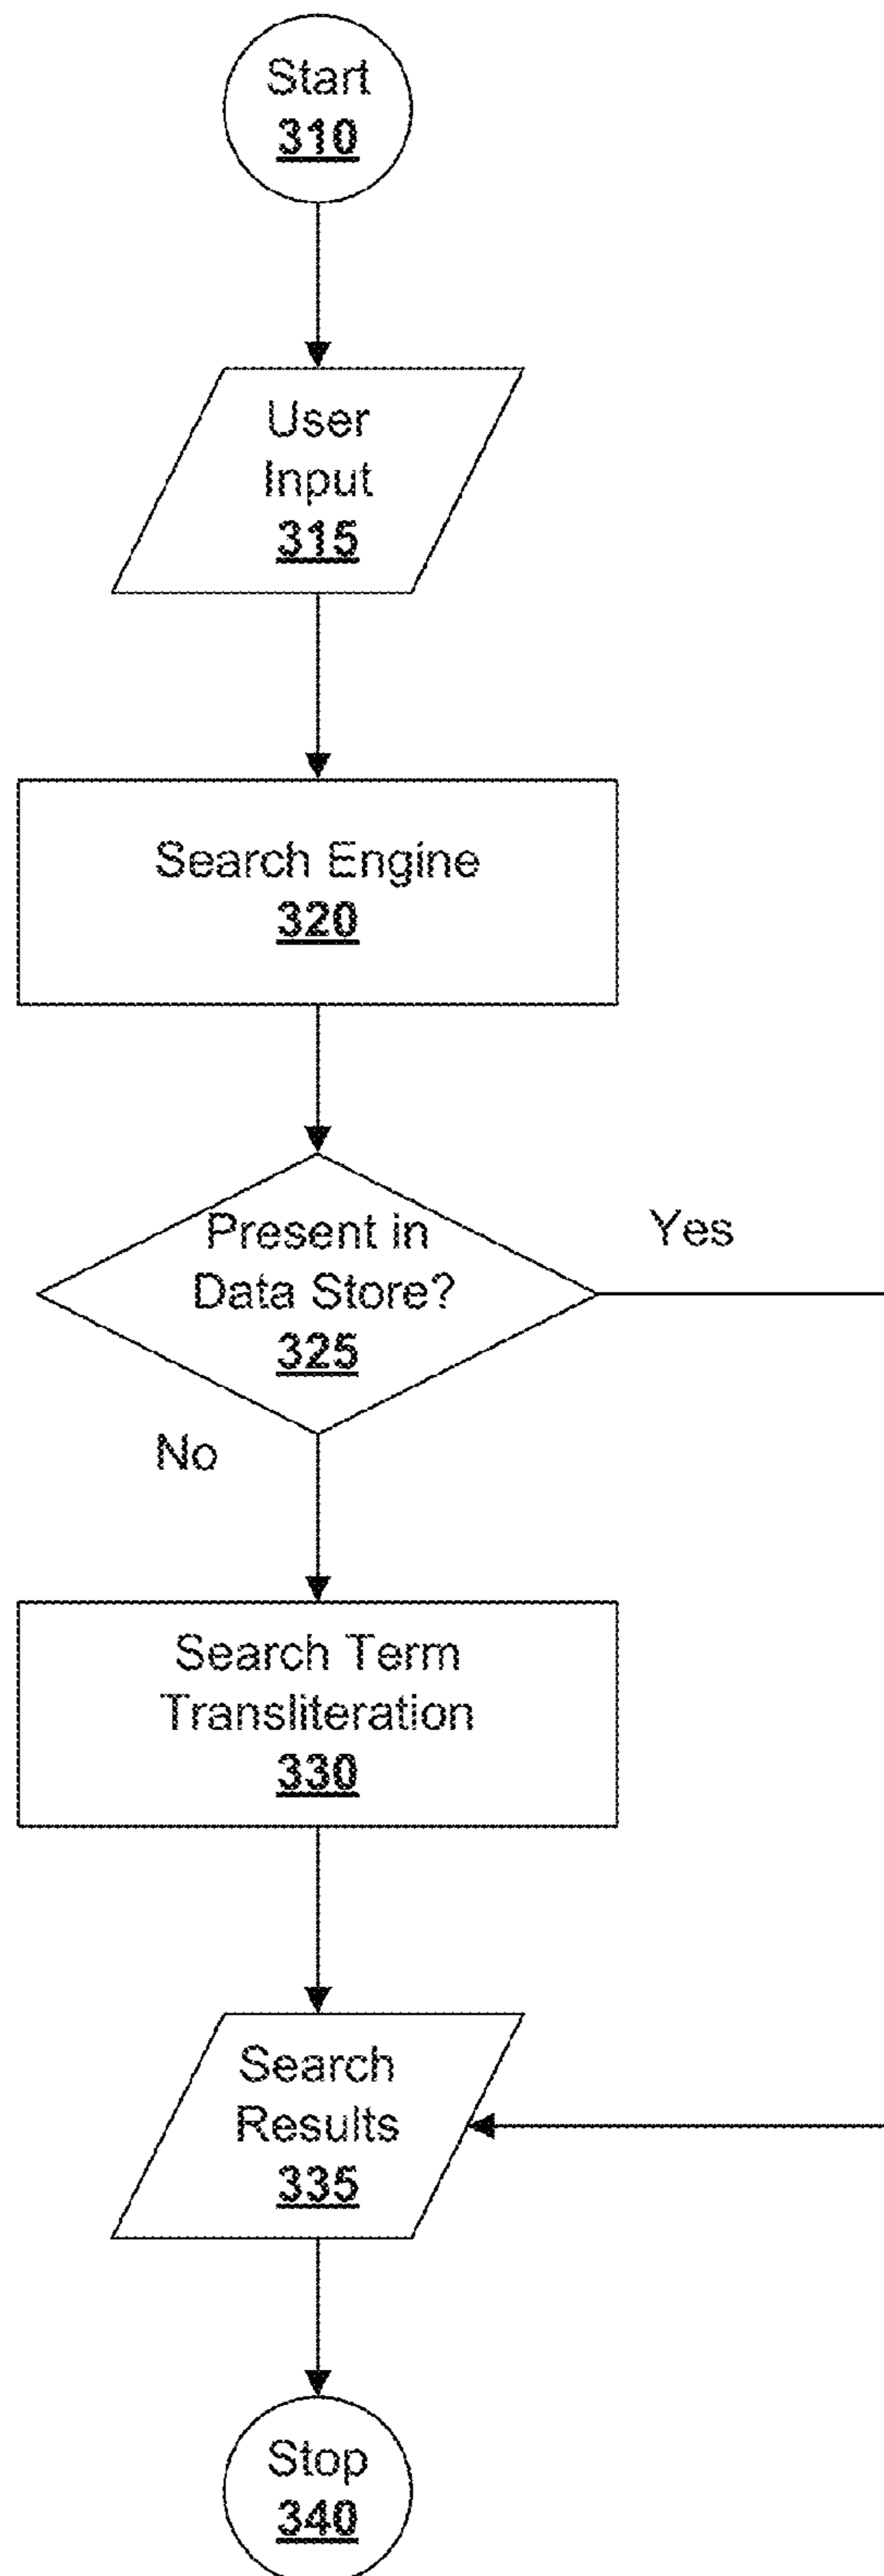 Start
310
User
Input
315
Search Engine
320
Present in
Data Store?
325
Yes
No
Search Term
Transliteration
330
Search
Results
335
Stop
340